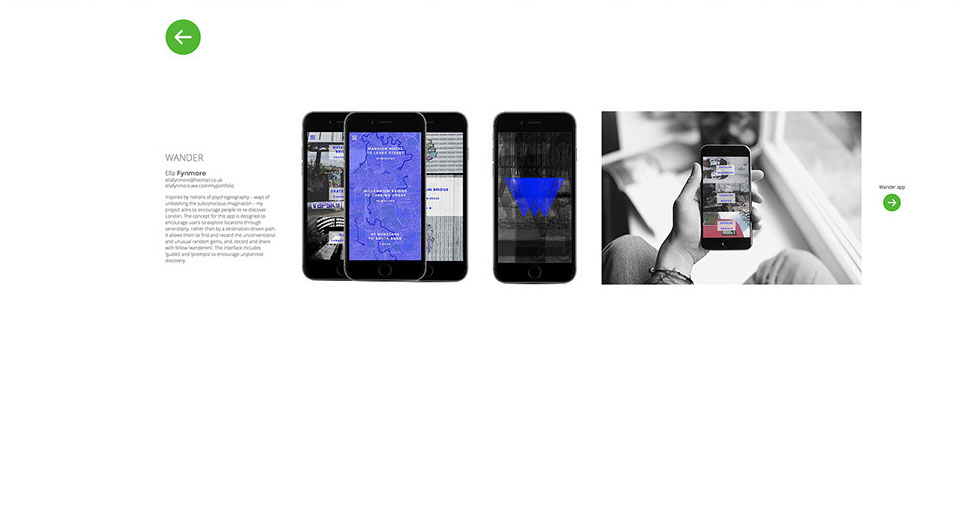 WANDER
Ella Fynmore
ellafynmore@hotmail.co.uk
ellafynmore.wix.com/myportfolio
Inspired by notions of psychogeography - ways of
unleashing the subconscious imagination – my
project aims to encourage people to re-discover
London. The concept for this app is designed to
encourage users to explore locations through
serendipity, rather than by a destination-driven path.
It allows them to find and record the unconventional
and unusual random gems, and, record and share
with fellow 'wanderers'. The interface includes
'guides' and 'prompts' to encourage unplanned
discovery.
MANSION HOUSE
TO LEAKE STREET
MILLENNIUM BRIDGE
TO CHARING CROSS
ST DUNSTANS
TO SOUTH BANK
Wander app